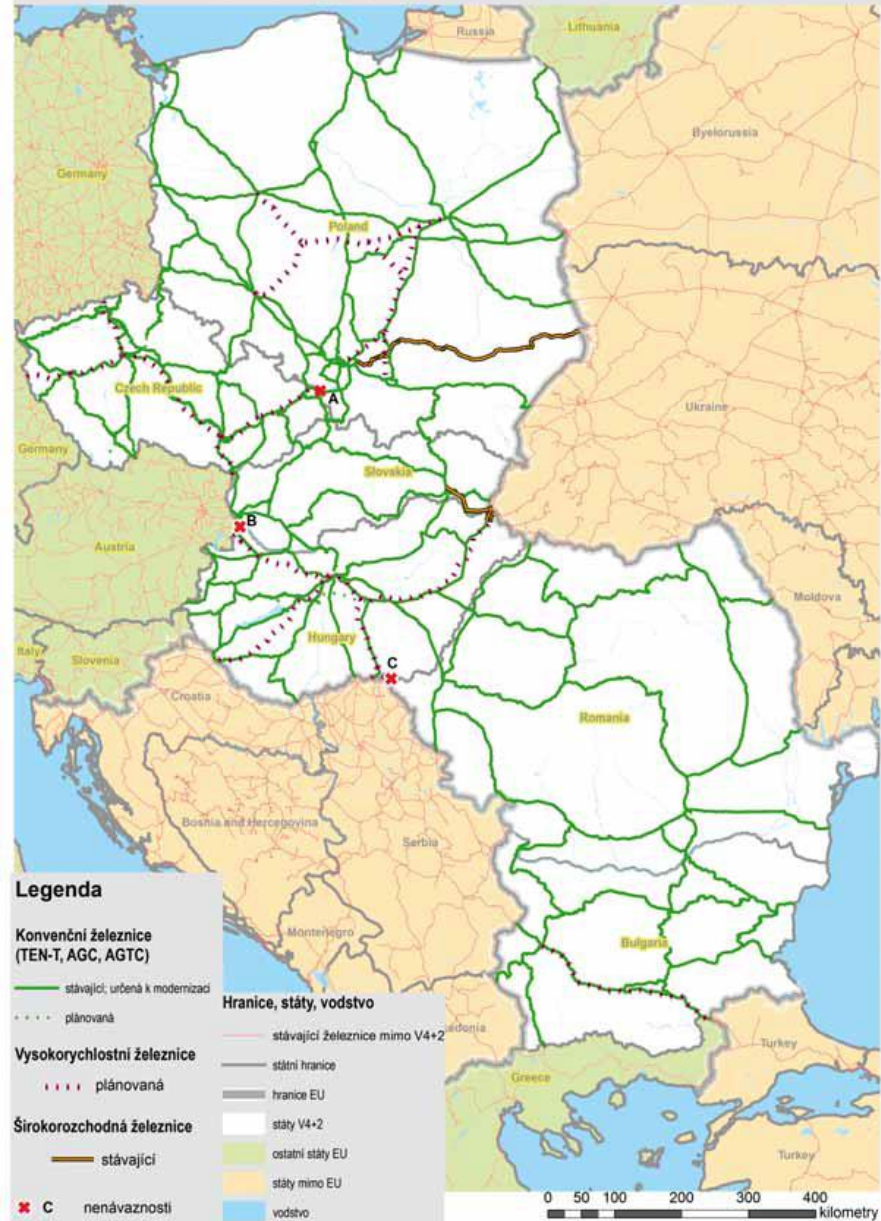 Russia
Lithuania
Byelorussia
Germany
Poland
Czech Republic
A
Ukraine
Germany
Slovskia
B
Austria
Moldova
Hungary
Italy
Slovenia
C
Croatia
Romania
Bosnia and Hercegovina
Serbia
Montenegro
Bulgaria
edonia
Turkey
Greece
Turkey
Legenda
Konvenční železnice
(TEN-T, AGC, AGTC)
stávající; určená k modernizaci
plánovaná
Vysokorychlostní železnice
plánovaná
Širokorozchodná železnice
stávající
C nenávaznosti
Hranice, státy, vodstvo
stávající železnice mimo V4+2
státní hranice
hranice EU
státy V4+2
ostatní státy EU
státy mimo EU
vodstvo
0 50 100 200 300 400
kilometry